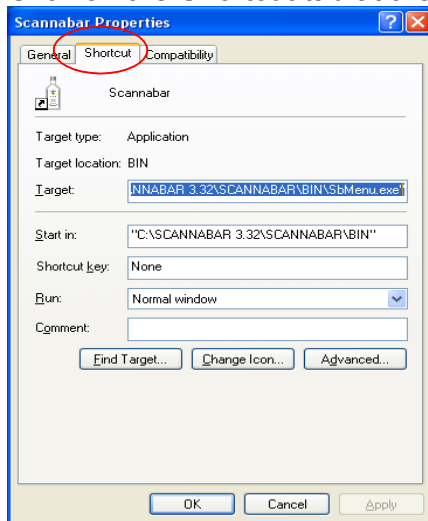 Scannabar Properties
General Shortcut Compatibility
Scannabar
Target type: Application
Target location: BIN
Target: .NNABAR 3.32\SCANNABAR\BIN\SbMenu.exe"
Start in: "C:\SCANNABAR 3.32\SCANNABAR\BIN"
Shortcut key: None
Run: Normal window
Comment:
Find Target... Change Icon... Advanced...
OK Cancel Apply